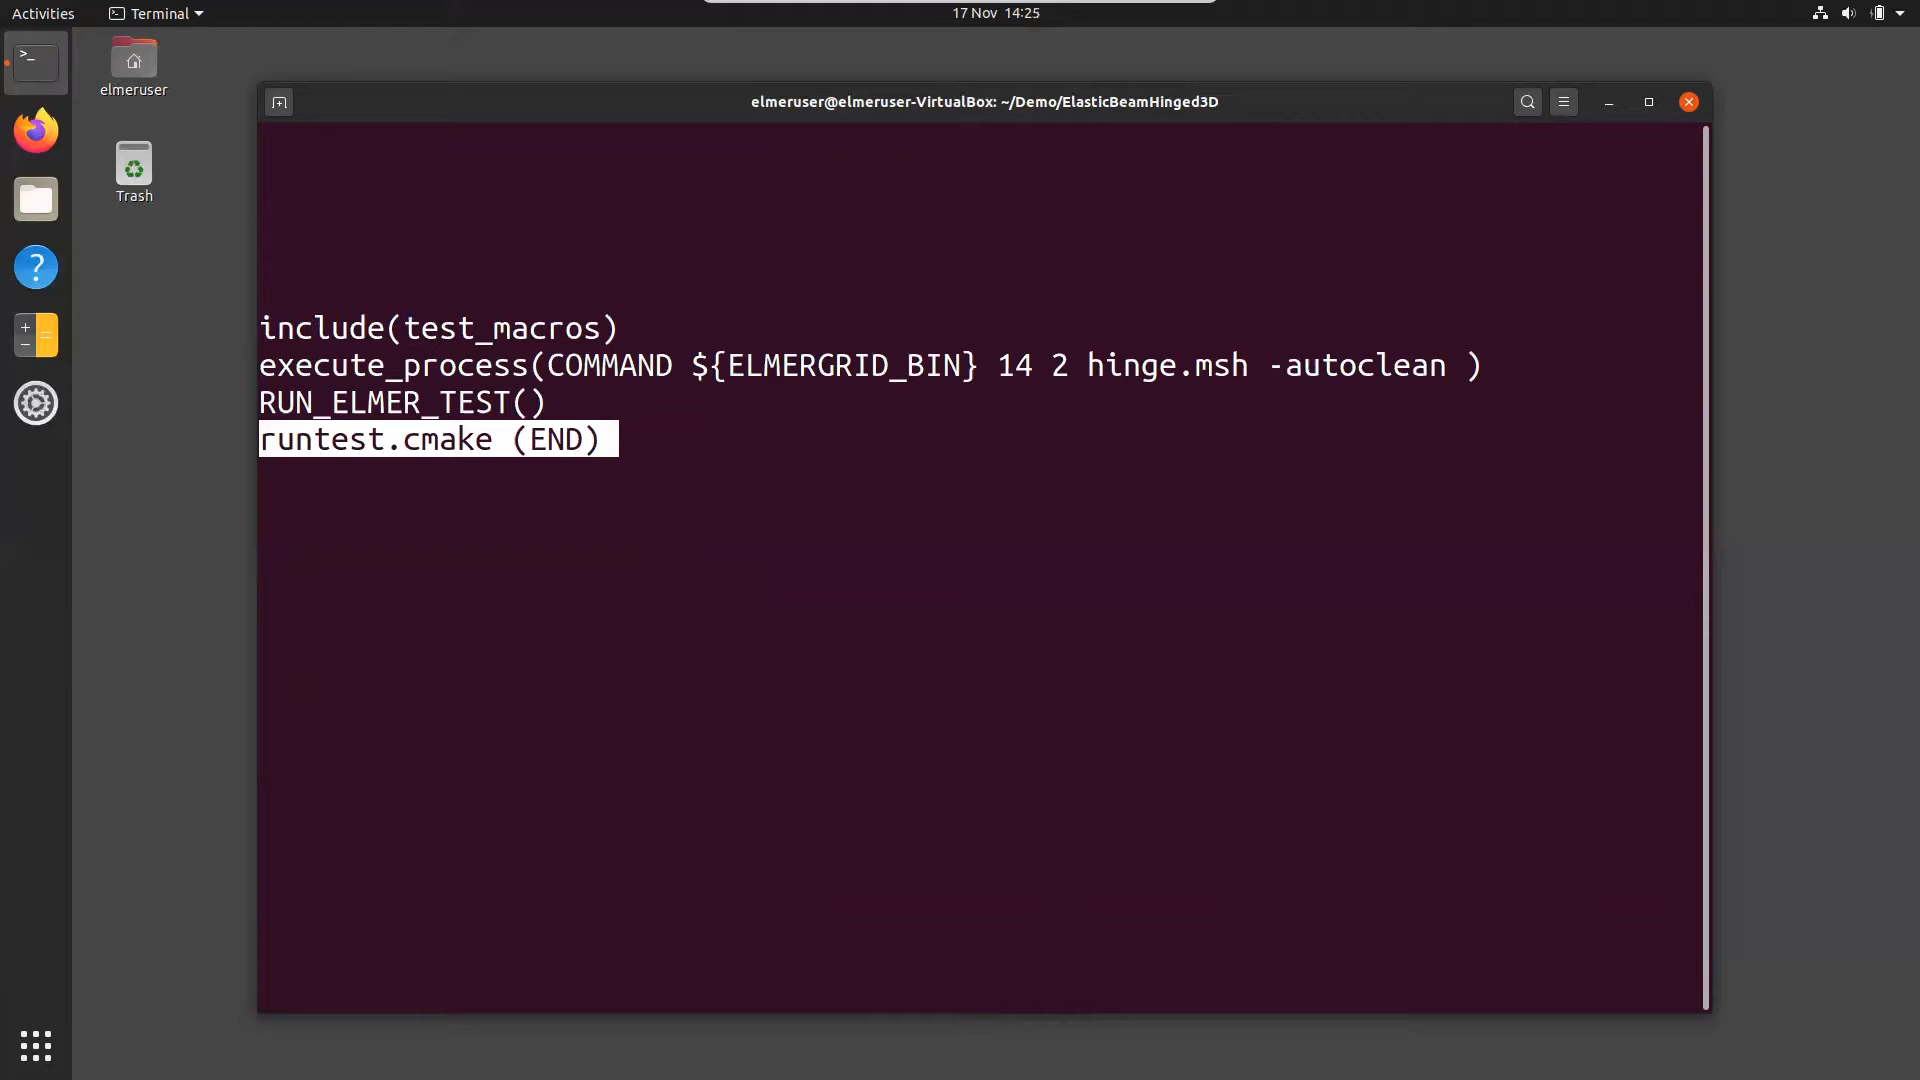 Activities
Terminal
17 Nov 14:25
elmeruser
Trash
elmeruser@elmeruser-VirtualBox: ~/Demo/ElasticBeamHinged3D
include(test_macros)
execute_process(COMMAND ${ELMERGRID_BIN} 14 2 hinge.msh -autoclean )
RUN_ELMER_TEST()
runtest.cmake (END)